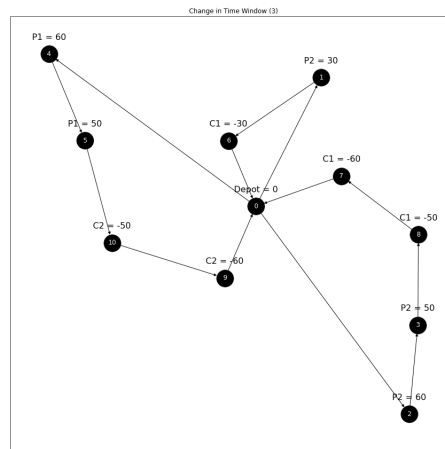 Change in Time Window (3)
P1 = 60
4
P2 = 30
1
P1 = 50
5
C1 = -30
6
C1 = -60
7
Depot = 0
0
C1 = -50
8
C2 = -50
10
C2 = -60
9
P2 = 50
3
P2 = 60
2